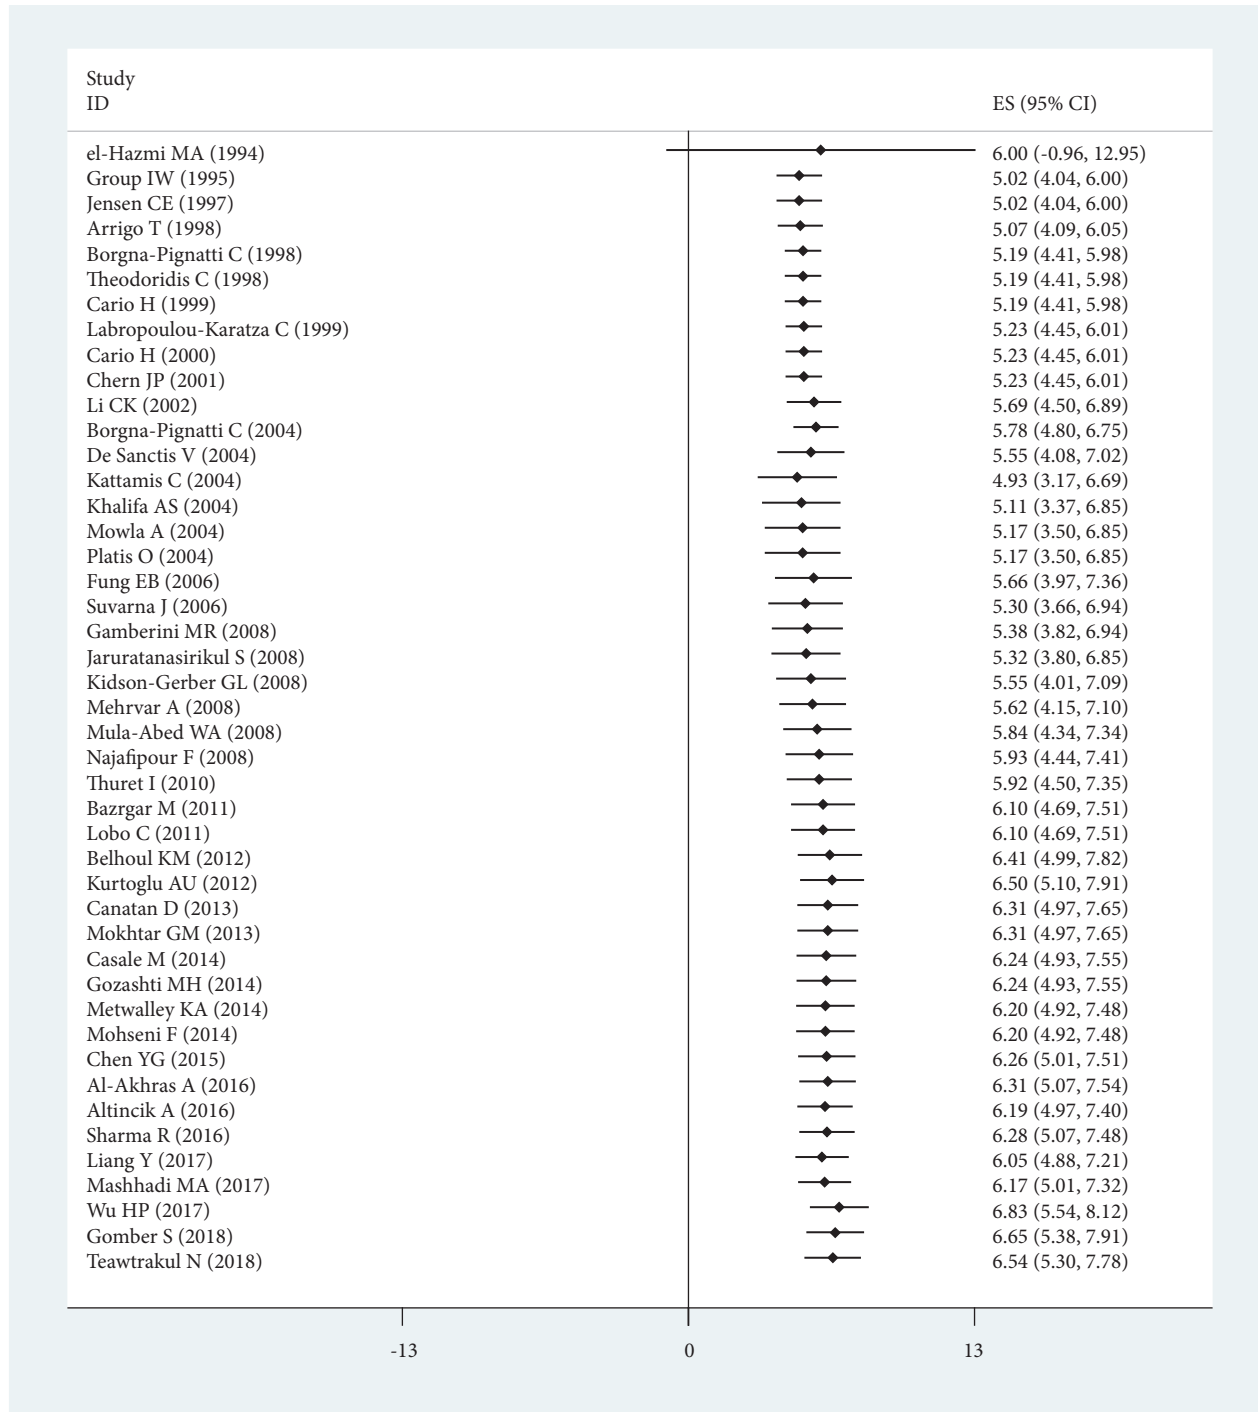 Study
ID ES (95% CI)
el-Hazmi MA (1994) 6.00 (-0.96, 12.95)
Group IW (1995) 5.02 (4.04, 6.00)
Jensen CE (1997) 5.02 (4.04, 6.00)
Arrigo T (1998) 5.07 (4.09, 6.05)
Borgna-Pignatti C (1998) 5.19 (4.41, 5.98)
Theodoridis C (1998) 5.19 (4.41, 5.98)
Cario H (1999) 5.19 (4.41, 5.98)
Labropoulou-Karatza C (1999) 5.23 (4.45, 6.01)
Cario H (2000) 5.23 (4.45, 6.01)
Chern JP (2001) 5.23 (4.45, 6.01)
Li CK (2002) 5.69 (4.50, 6.89)
Borgna-Pignatti C (2004) 5.78 (4.80, 6.75)
De Sanctis V (2004) 5.55 (4.08, 7.02)
Kattamis C (2004) 4.93 (3.17, 6.69)
Khalifa AS (2004) 5.11 (3.37, 6.85)
Mowla A (2004) 5.17 (3.50, 6.85)
Platis O (2004) 5.17 (3.50, 6.85)
Fung EB (2006) 5.66 (3.97, 7.36)
Suvarna J (2006) 5.30 (3.66, 6.94)
Gamberini MR (2008) 5.38 (3.82, 6.94)
Jaruratanasirikul S (2008) 5.32 (3.80, 6.85)
Kidson-Gerber GL (2008) 5.55 (4.01, 7.09)
Mehrvar A (2008) 5.62 (4.15, 7.10)
Mula-Abed WA (2008) 5.84 (4.34, 7.34)
Najafipour F (2008) 5.93 (4.44, 7.41)
Thuret I (2010) 5.92 (4.50, 7.35)
Bazrgar M (2011) 6.10 (4.69, 7.51)
Lobo C (2011) 6.10 (4.69, 7.51)
Belhoul KM (2012) 6.41 (4.99, 7.82)
Kurtoglu AU (2012) 6.50 (5.10, 7.91)
Canatan D (2013) 6.31 (4.97, 7.65)
Mokhtar GM (2013) 6.31 (4.97, 7.65)
Casale M (2014) 6.24 (4.93, 7.55)
Gozashti MH (2014) 6.24 (4.93, 7.55)
Metwalley KA (2014) 6.20 (4.92, 7.48)
Mohseni F (2014) 6.20 (4.92, 7.48)
Chen YG (2015) 6.26 (5.01, 7.51)
Al-Akhras A (2016) 6.31 (5.07, 7.54)
Altincik A (2016) 6.19 (4.97, 7.40)
Sharma R (2016) 6.28 (5.07, 7.48)
Liang Y (2017) 6.05 (4.88, 7.21)
Mashhadi MA (2017) 6.17 (5.01, 7.32)
Wu HP (2017) 6.83 (5.54, 8.12)
Gomber S (2018) 6.65 (5.38, 7.91)
Teawtrakul N (2018) 6.54 (5.30, 7.78)
-13 0 13